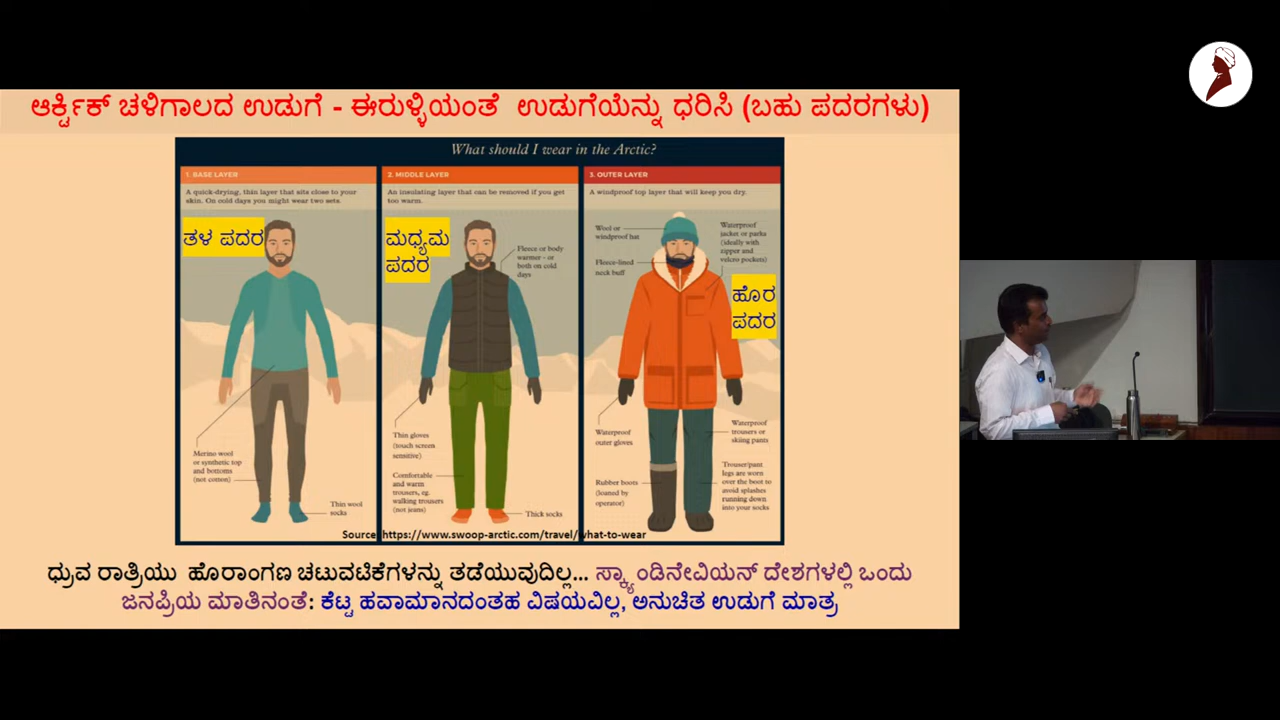 ಆರ್ಕ್ಟಿಕ್ ಚಳಿಗಾಲದ ಉಡುಗೆ - ಈರುಳ್ಳಿಯಂತೆ ಉಡುಗೆಯೆನ್ನು ಧರಿಸಿ (ಬಹು ಪದರಗಳು)
What should I wear in the Arctic?
1. BASE LAYER
A quick-drying, thin layer that sits close to your
skin. On cold days you might wear two sets.
ತಳ ಪದರ
Merino wool
or synthetic top
and bottoms
(not cotton)
Thin wool
socks
2. MIDDLE LAYER
An insulating layer that can be removed if you get
too warm.
ಮಧ್ಯಮ
ಪದರ
Fleece or body
warmer - or
both on cold
days
Thin gloves
(touch screen
sensitive)
Comfortable
and warm
trousers, eg.
walking trousers
(not jeans)
Thick socks
3. OUTER LAYER
A windproof top layer that will keep you dry.
Wool or
windproof hat
Fleece-lined
neck buff
Waterproof
jacket or parka
(ideally with
zipper and
velcro pockets)
ಹೊರ
ಪದರ
Waterproof
outer gloves
Waterproof
trousers or
skiing pants
Rubber boots
(loaned by
operator)
Trouser/pant
legs are worn
over the boot to
avoid splashes
running down
into your socks
Source: https://www.swoop-arctic.com/travel/what-to-wear
ಧ್ರುವ ರಾತ್ರಿಯು ಹೊರಾಂಗಣ ಚಟುವಟಿಕೆಗಳನ್ನು ತಡೆಯುವುದಿಲ್ಲ... ಸ್ಕ್ಯಾಂಡಿನೇವಿಯನ್ ದೇಶಗಳಲ್ಲಿ ಒಂದು
ಜನಪ್ರಿಯ ಮಾತಿನಂತೆ: ಕೆಟ್ಟ ಹವಾಮಾನದಂತಹ ವಿಷಯವಿಲ್ಲ, ಅನುಚಿತ ಉಡುಗೆ ಮಾತ್ರ